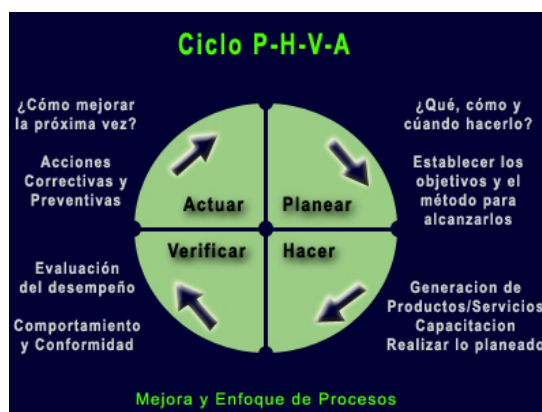 Ciclo P-H-V-A
¿Cómo mejorar
la próxima vez?
Acciones
Correctivas y
Preventivas
¿Qué, cómo y
cúando hacerlo?
Establecer los
objetivos y el
método para
alcanzarlos
Actuar
Planear
Verificar
Hacer
Evaluación
del desempeño
Comportamiento
y Conformidad
Generacion de
Productos/Servicios
Capacitacion
Realizar lo planeado
Mejora y Enfoque de Procesos